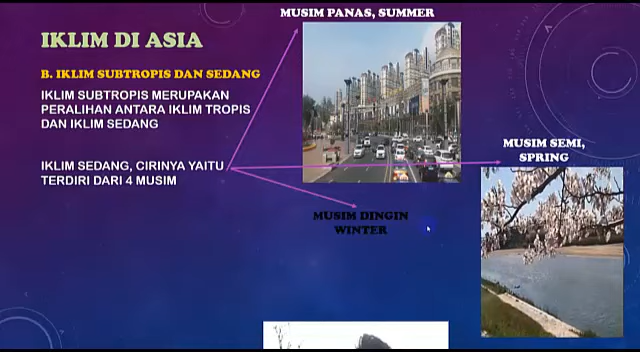 MUSIM PANAS, SUMMER
IKLIM DI ASIA
B. IKLIM SUBTROPIS DAN SEDANG
IKLIM SUBTROPIS MERUPAKAN
PERALIHAN ANTARA IKLIM TROPIS
DAN IKLIM SEDANG
IKLIM SEDANG, CIRINYA YAITU
TERDIRI DARI 4 MUSIM
MUSIM SEMI,
SPRING
MUSIM DINGIN
WINTER